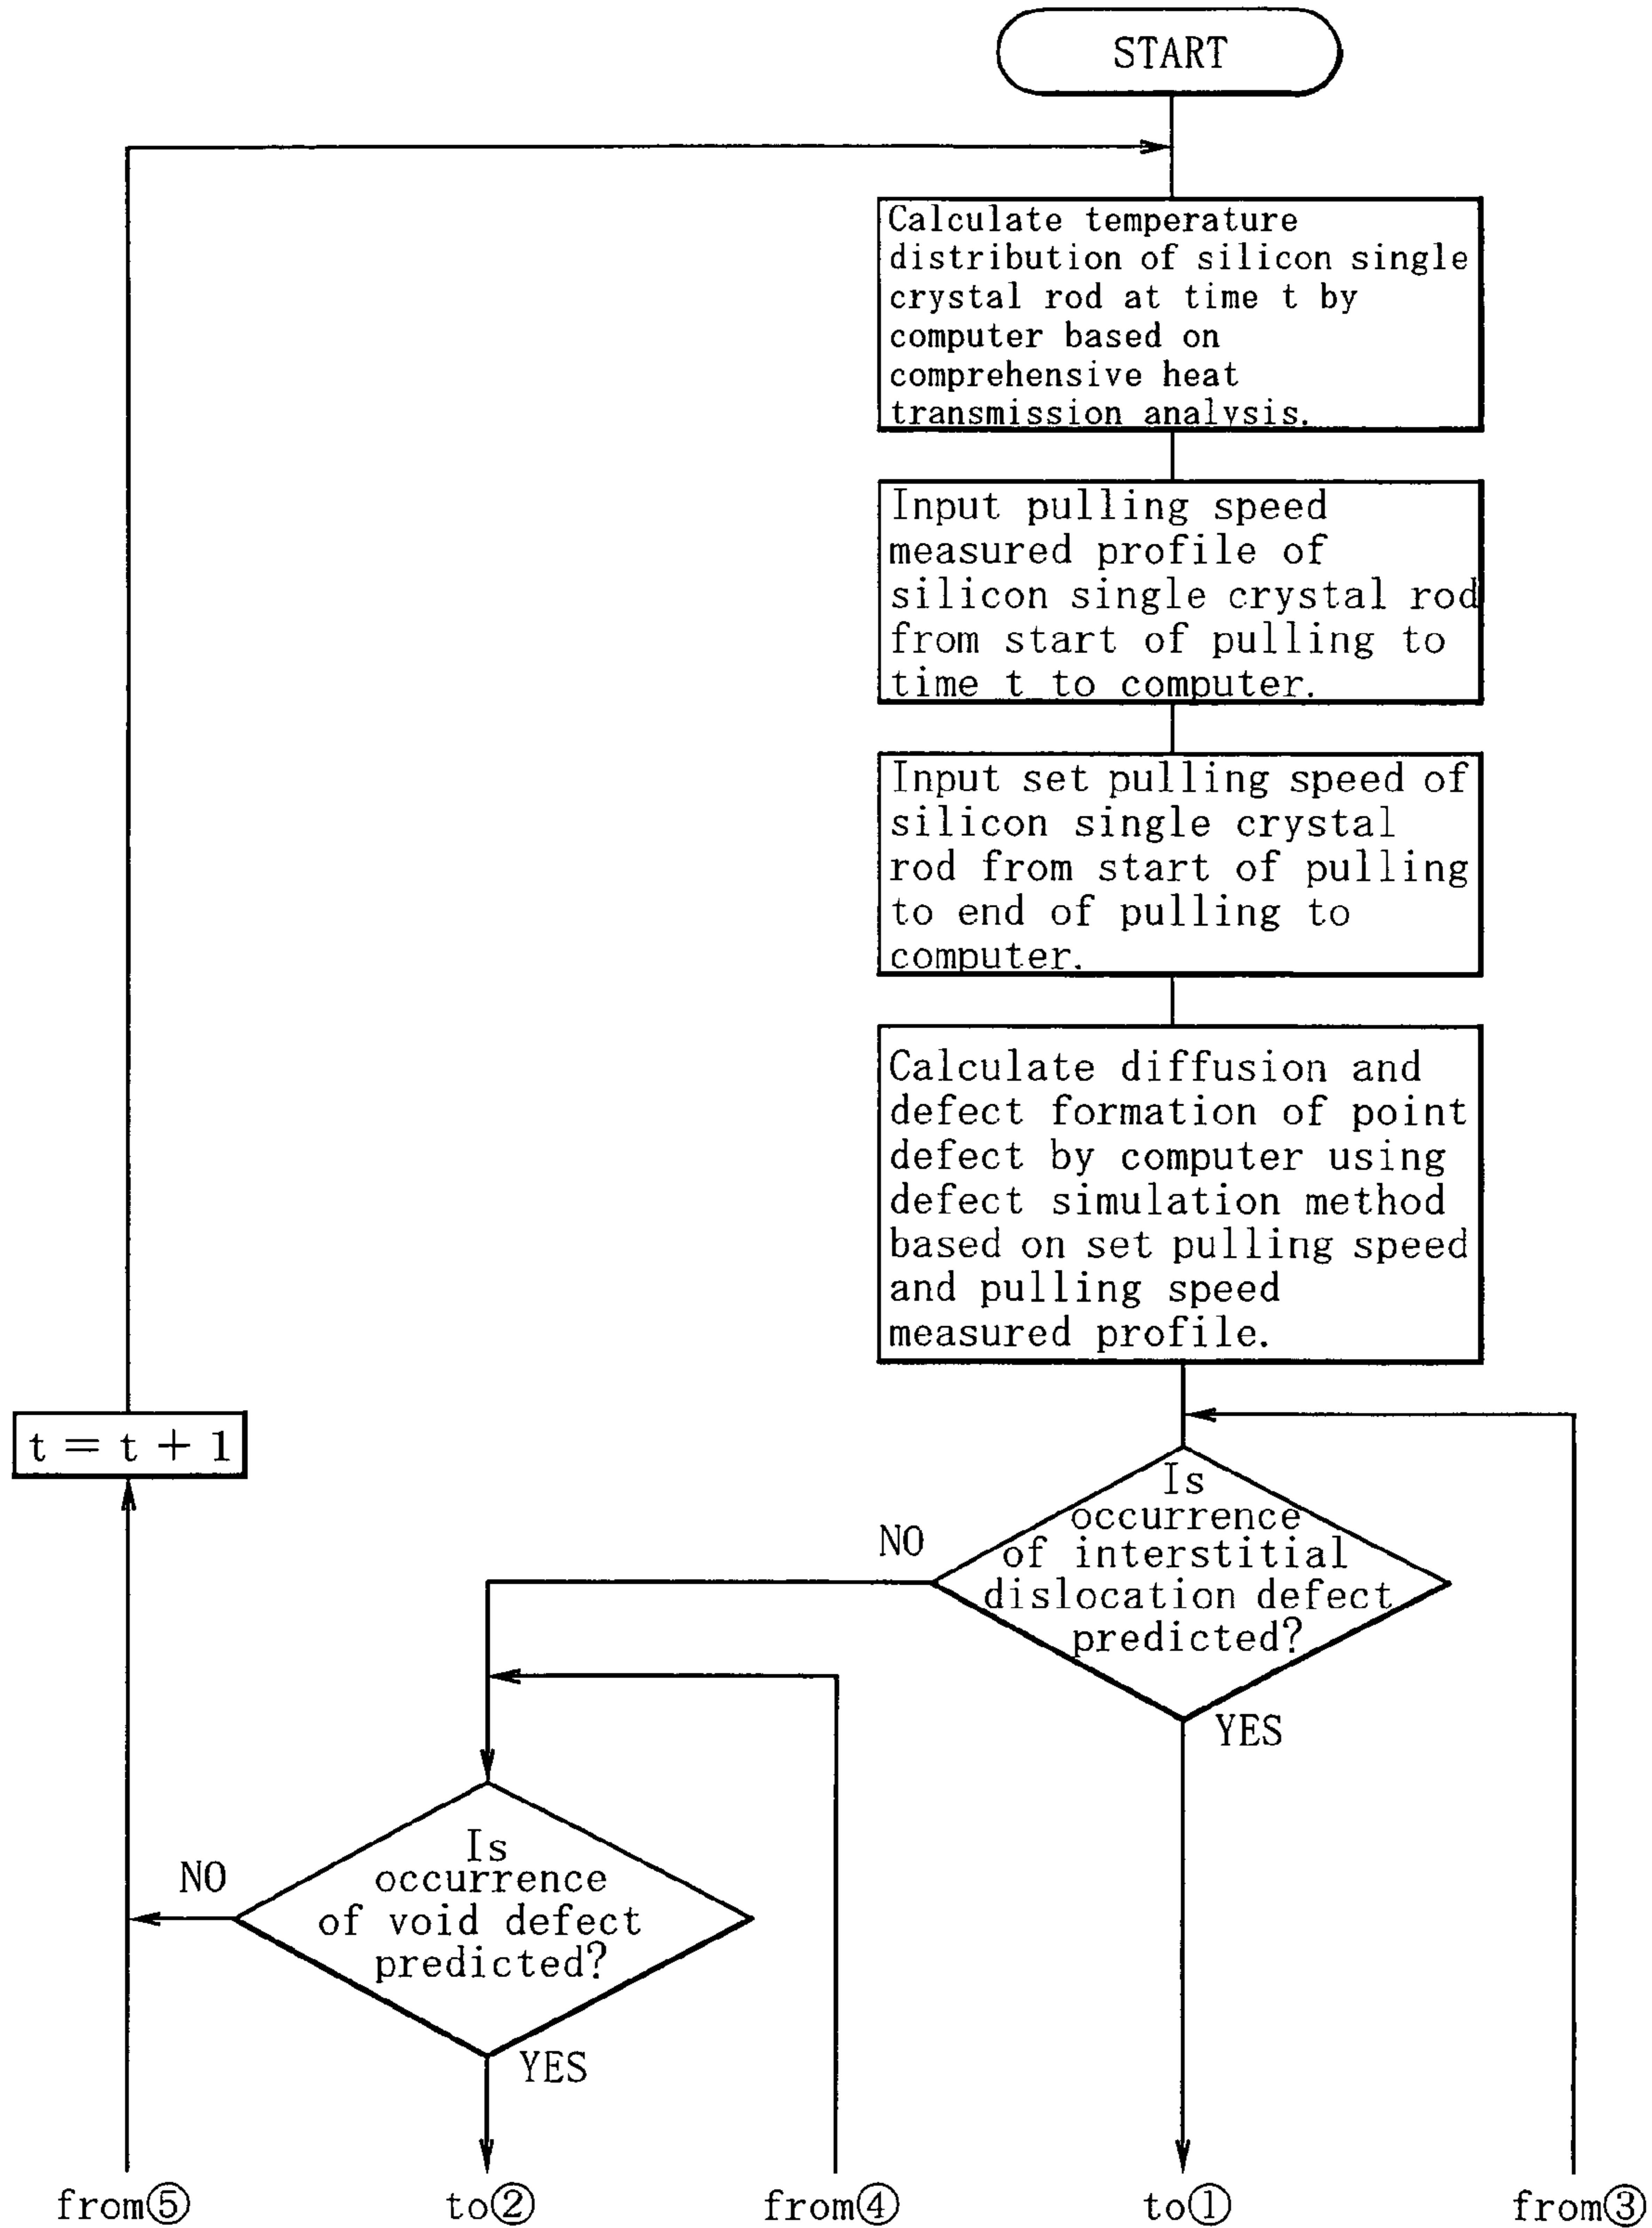 START
Calculate temperature
distribution of silicon single
crystal rod at time t by
computer based on
comprehensive heat
transmission analysis.
Input pulling speed
measured profile of
silicon single crystal rod
from start of pulling to
time t to computer.
Input set pulling speed of
silicon single crystal
rod from start of pulling
to end of pulling to
computer.
Calculate diffusion and
defect formation of point
defect by computer using
defect simulation method
based on set pulling speed
and pulling speed
measured profile.
t = t + 1
Is
occurrence
of interstitial
dislocation defect
predicted?
NO
YES
Is
occurrence
of void defect
predicted?
NO
YES
from⑤
to②
from④
to①
from③